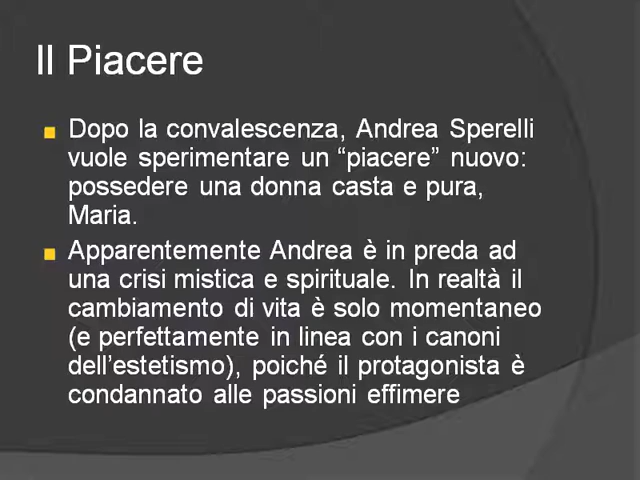 Il Piacere
Dopo la convalescenza, Andrea Sperelli
vuole sperimentare un “piacere” nuovo:
possedere una donna casta e pura,
Maria.
Apparentemente Andrea è in preda ad
una crisi mistica e spirituale. In realtà il
cambiamento di vita è solo momentaneo
(e perfettamente in linea con i canoni
dell’estetismo), poiché il protagonista è
condannato alle passioni effimere